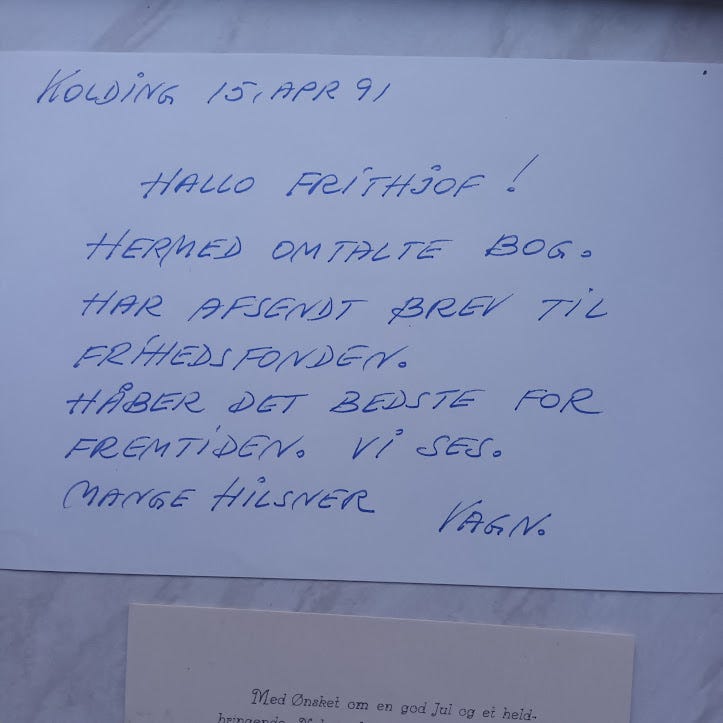 KOLDING 15. APR 91
HALLO FRITHJOF !
HERMED OMTALTE BOG.
HAR AFSENDT BREV TIL
FRIHEDSFONDEN.
HÅBER DET BEDSTE FOR
FREMTIDEN. VI SES.
MANGE HILSNER VAGN.
Med Ønsket om en god Jul og et held-
bringende